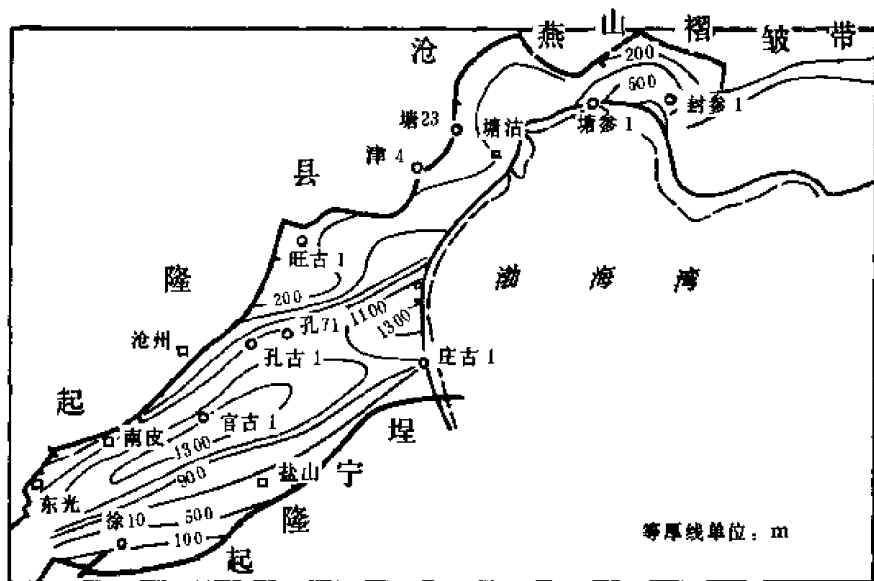 燕山褶皱带
沧县隆起
埕宁隆起
渤海湾
200
500
封参1
塘参1
塘23
塘沽
津4
旺古1
200
1100
1300
孔71
孔古1
沧州
庄古1
官古1
南皮
1300
900
盐山
东光
徐10
500
100
等厚线单位：m